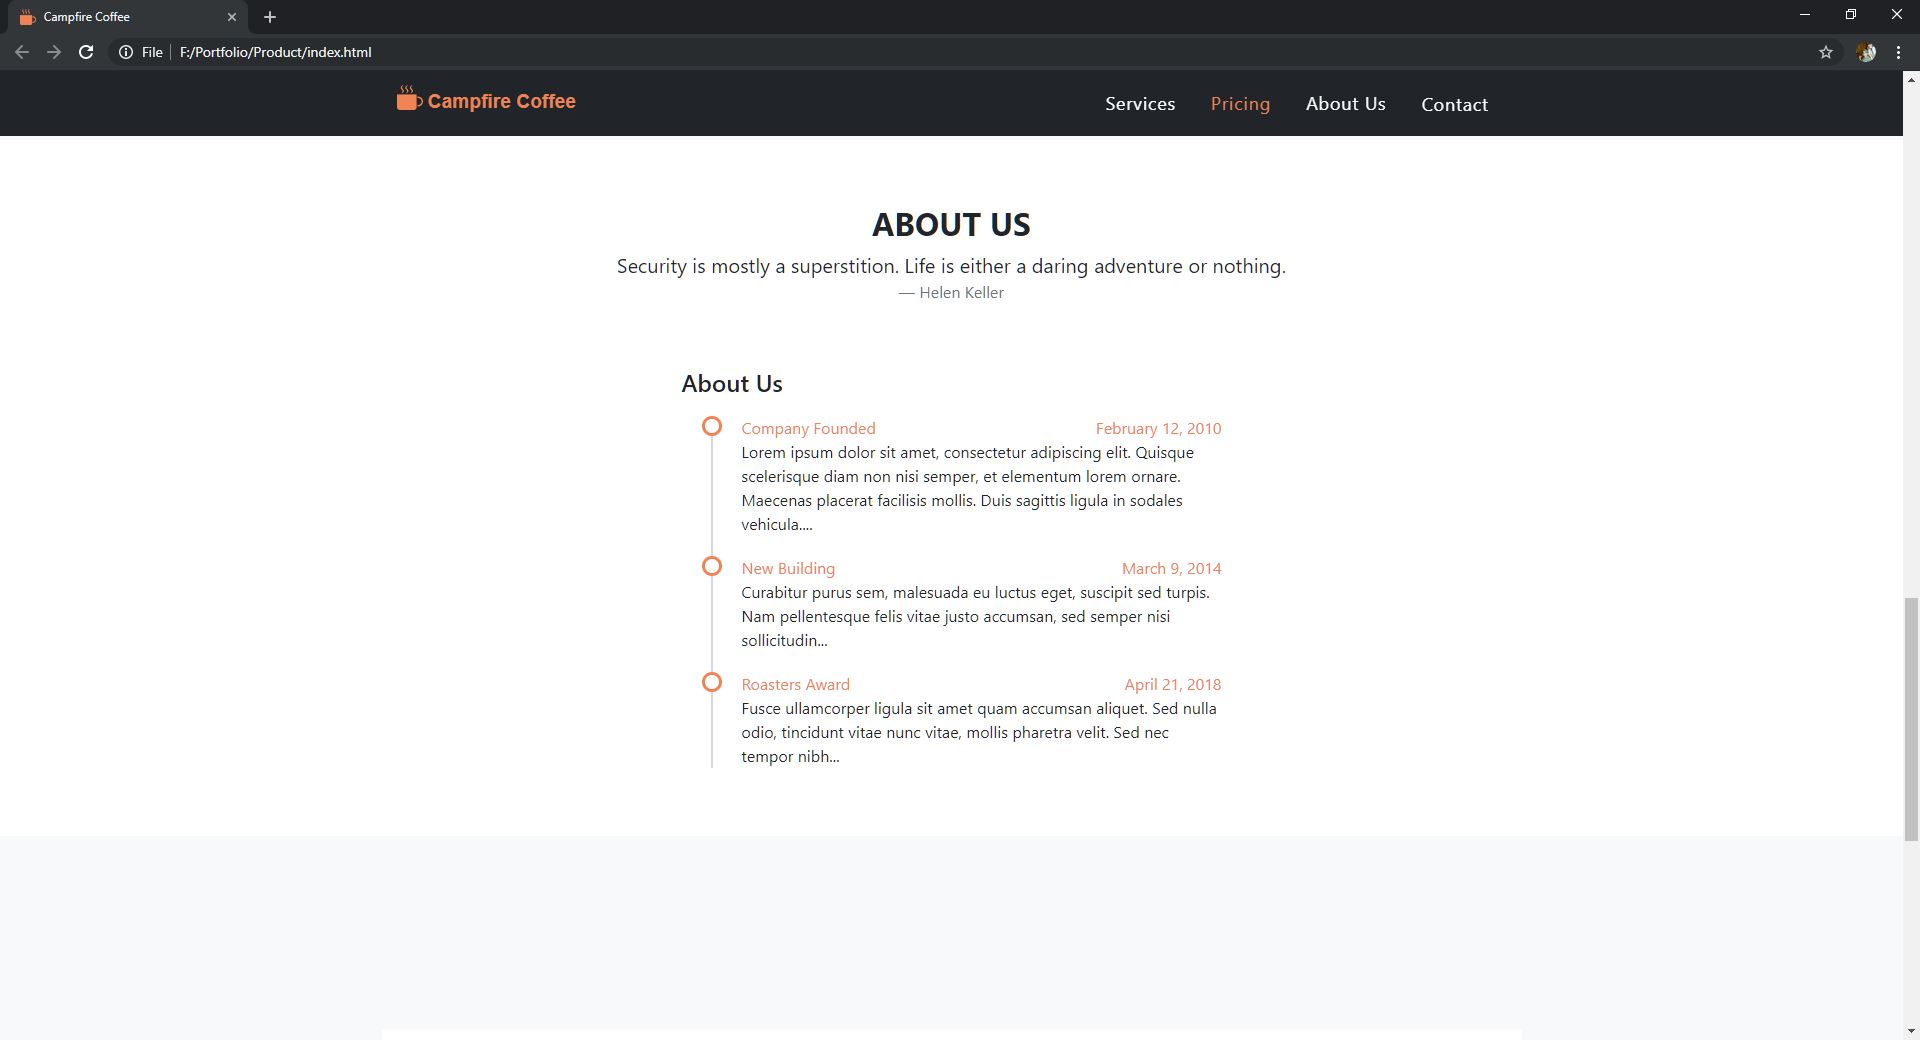 Campfire Coffee
File
F:/Portfolio/Product/index.html
Campfire Coffee
Services Pricing About Us Contact
ABOUT US
Security is mostly a superstition. Life is either a daring adventure or nothing.
— Helen Keller
About Us
Company Founded February 12, 2010
Lorem ipsum dolor sit amet, consectetur adipiscing elit. Quisque
scelerisque diam non nisi semper, et elementum lorem ornare.
Maecenas placerat facilisis mollis. Duis sagittis ligula in sodales
vehicula....
New Building March 9, 2014
Curabitur purus sem, malesuada eu luctus eget, suscipit sed turpis.
Nam pellentesque felis vitae justo accumsan, sed semper nisi
sollicitudin...
Roasters Award April 21, 2018
Fusce ullamcorper ligula sit amet quam accumsan aliquet. Sed nulla
odio, tincidunt vitae nunc vitae, mollis pharetra velit. Sed nec
tempor nibh...